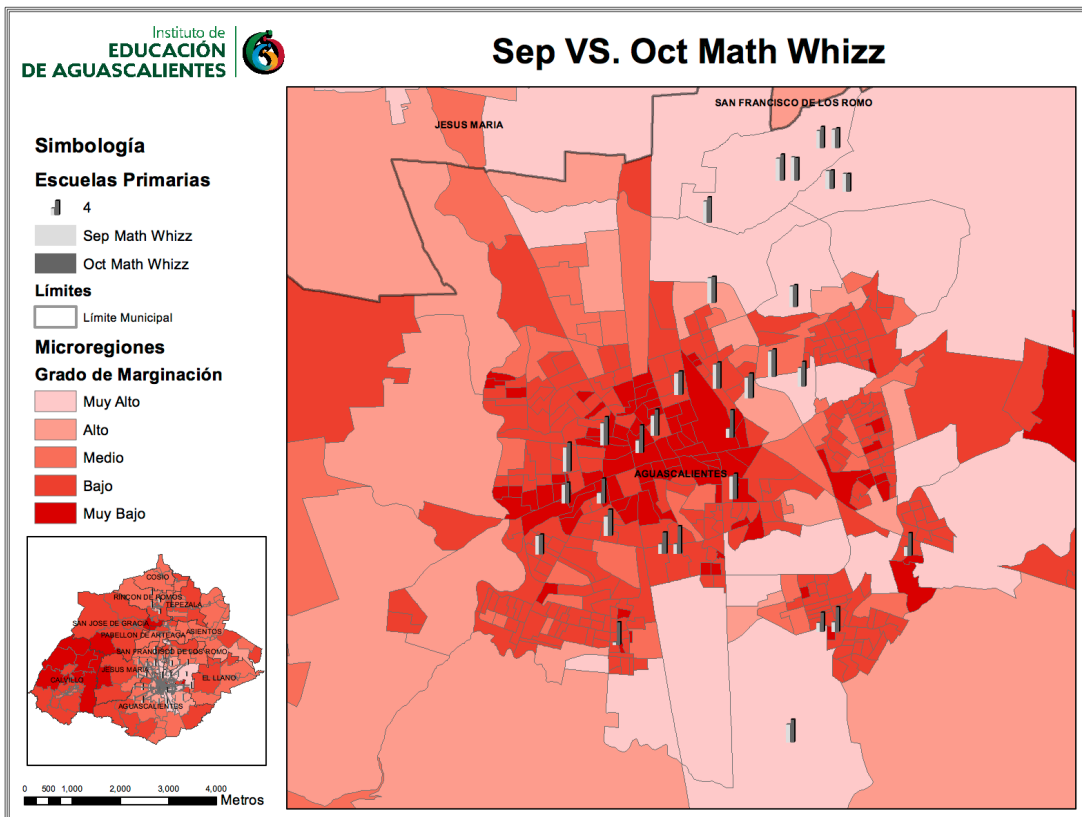 Instituto de
EDUCACIÓN
DE AGUASCALIENTES
Sep VS. Oct Math Whizz
Simbología
Escuelas Primarias
4
Sep Math Whizz
Oct Math Whizz
Límites
Límite Municipal
Microregiones
Grado de Marginación
Muy Alto
Alto
Medio
Bajo
Muy Bajo
SAN FRANCISCO DE LOS ROMO
JESUS MARIA
AGUASCALIENTES
COSIO
RINCON DE ROMOS
TEPEZALA
SAN JOSE DE GRACIA
PABELLON DE ARTEAGA
ASIENTOS
SAN FRANCISCO DE LOS ROMO
JESUS MARIA
CALVILLO
EL LLANO
AGUASCALIENTES
0 500 1,000 2,000 3,000 4,000
Metros